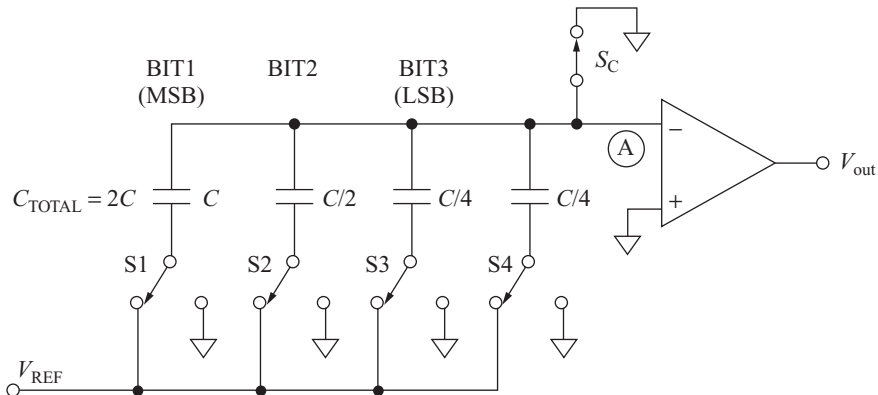 BIT1
(MSB)
BIT2
BIT3
(LSB)
S_C
A
−
+
V_out
C_TOTAL = 2C
C
C/2
C/4
C/4
S1
S2
S3
S4
V_REF